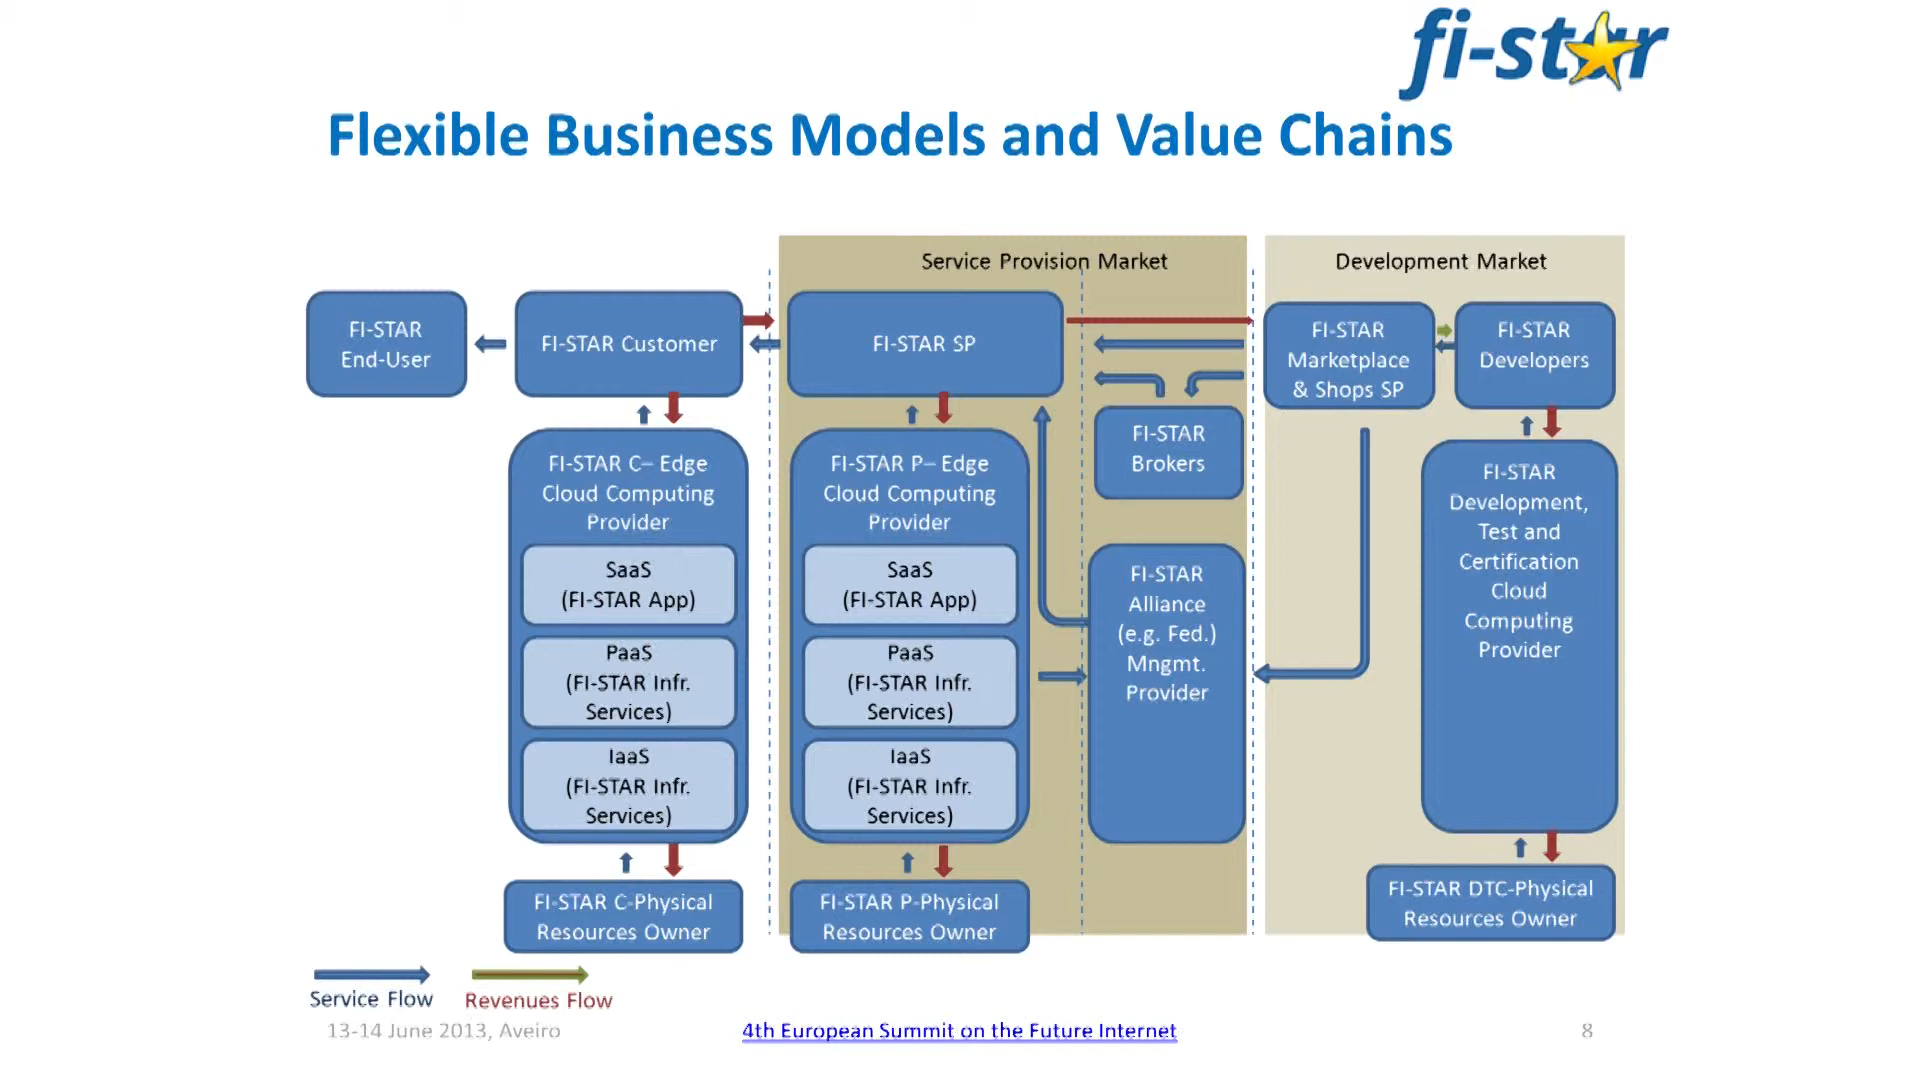 fi-star
Flexible Business Models and Value Chains
Service Provision Market
Development Market
FI-STAR
End-User
FI-STAR Customer
FI-STAR SP
FI-STAR
Marketplace
& Shops SP
FI-STAR
Developers
FI-STAR C– Edge
Cloud Computing
Provider
SaaS
(FI-STAR App)
PaaS
(FI-STAR Infr.
Services)
IaaS
(FI-STAR Infr.
Services)
FI-STAR P– Edge
Cloud Computing
Provider
SaaS
(FI-STAR App)
PaaS
(FI-STAR Infr.
Services)
IaaS
(FI-STAR Infr.
Services)
FI-STAR
Brokers
FI-STAR
Alliance
(e.g. Fed.)
Mngmt.
Provider
FI-STAR
Development,
Test and
Certification
Cloud
Computing
Provider
FI-STAR C-Physical
Resources Owner
FI-STAR P-Physical
Resources Owner
FI-STAR DTC-Physical
Resources Owner
Service Flow
Revenues Flow
13-14 June 2013, Aveiro
4th European Summit on the Future Internet
8